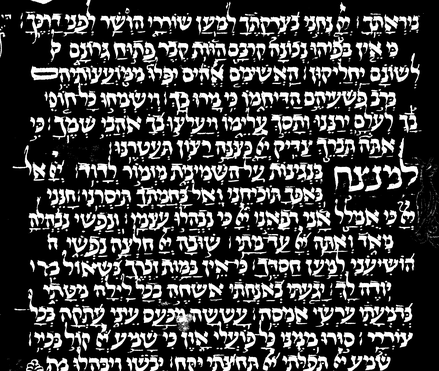 ביראתך : יי נחני בצדקתך למען שוררי הושר לפני דרכך :
כי אין בפיהו נכונה קרבם הוות קבר פתוח גרונם
לשונם יחליקון : האשימם אלהים יפלו ממועצותיהם
ברב פשעיהם הדיחמו כי מרו בך : וישמחו כל חוסי
בך לעולם ירננו ותסך עלימו ויעלצו בך אהבי שמך : כי
אתה תברך צדיק יי כצנה רצון תעטרנו
למנצח בנגינות על השמינית מזמור לדוד : יי אל
באפך תוכיחני ואל בחמתך תיסרני : חנני
יי כי אמלל אני רפאני יי כי נבהלו עצמי : ונפשי נבהלה
מאד ואתה יי עד מתי : שובה יי חלצה נפשי ה
הושיעני למען חסדך : כי אין במות זכרך בשאול מי
יודה לך : יגעתי באנחתי אשחה בכל לילה מטתי
בדמעתי ערשי אמסה : עששה מכעס עיני עתקה בכל
צוררי : סורו ממני כל פועלי און כי שמע יי קול בכיי :
שמע יי תפלתי יי תחנתי יקח : יבשו ויבהלו